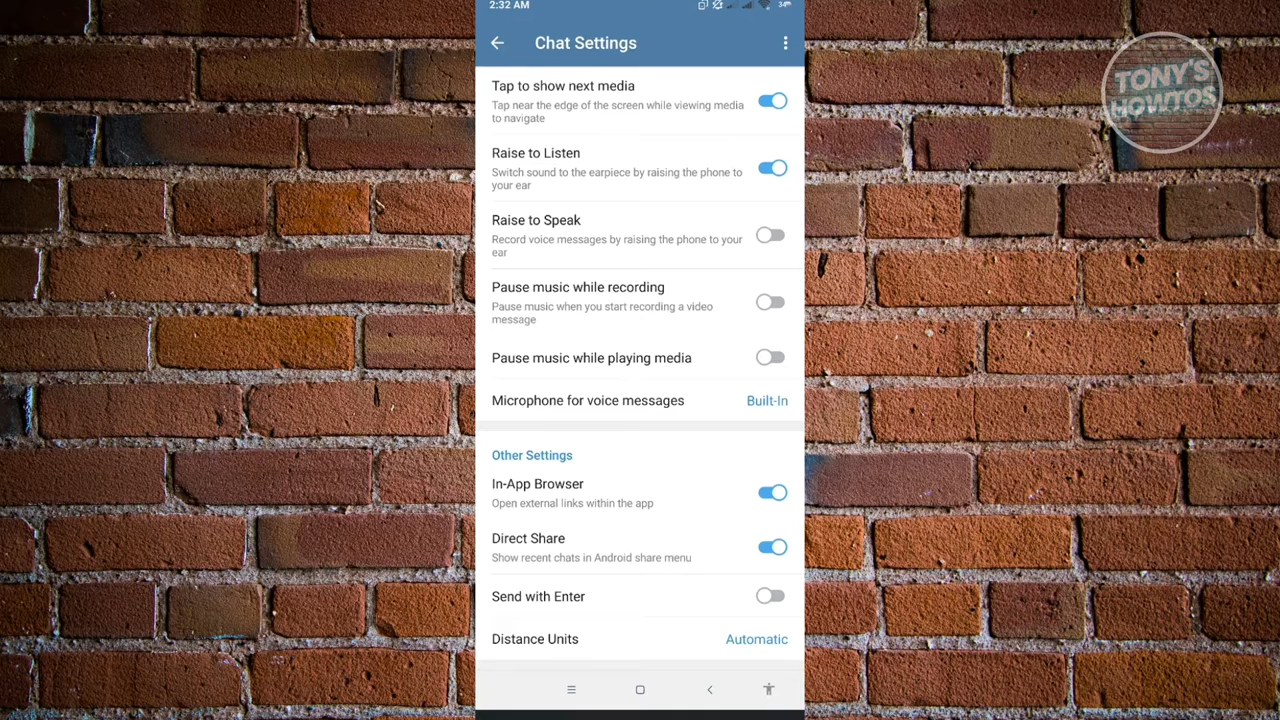 2:32 AM
34%
Chat Settings
TONY'S
HOWTOS
Tap to show next media
Tap near the edge of the screen while viewing media
to navigate
Raise to Listen
Switch sound to the earpiece by raising the phone to
your ear
Raise to Speak
Record voice messages by raising the phone to your
ear
Pause music while recording
Pause music when you start recording a video
message
Pause music while playing media
Microphone for voice messages Built-In
Other Settings
In-App Browser
Open external links within the app
Direct Share
Show recent chats in Android share menu
Send with Enter
Distance Units Automatic